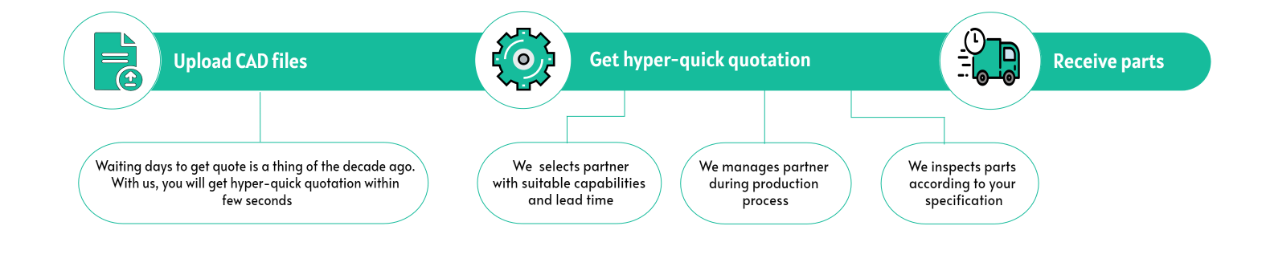 Upload CAD files
Get hyper-quick quotation
Receive parts
Waiting days to get quote is a thing of the decade ago.
With us, you will get hyper-quick quotation within
few seconds
We selects partner
with suitable capabilities
and lead time
We manages partner
during production
process
We inspects parts
according to your
specification